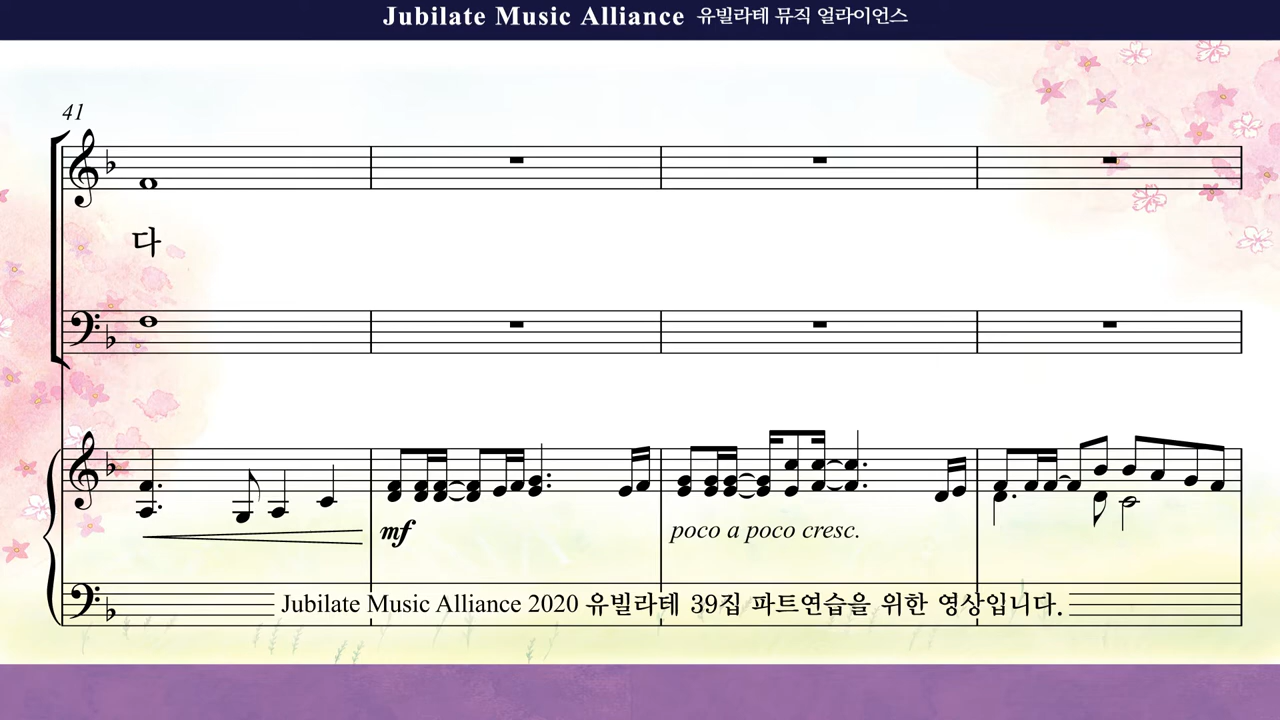 Jubilate Music Alliance 유빌라테 뮤직 얼라이언스
41
다
mf
poco a poco cresc.
Jubilate Music Alliance 2020 유빌라테 39집 파트연습을 위한 영상입니다.